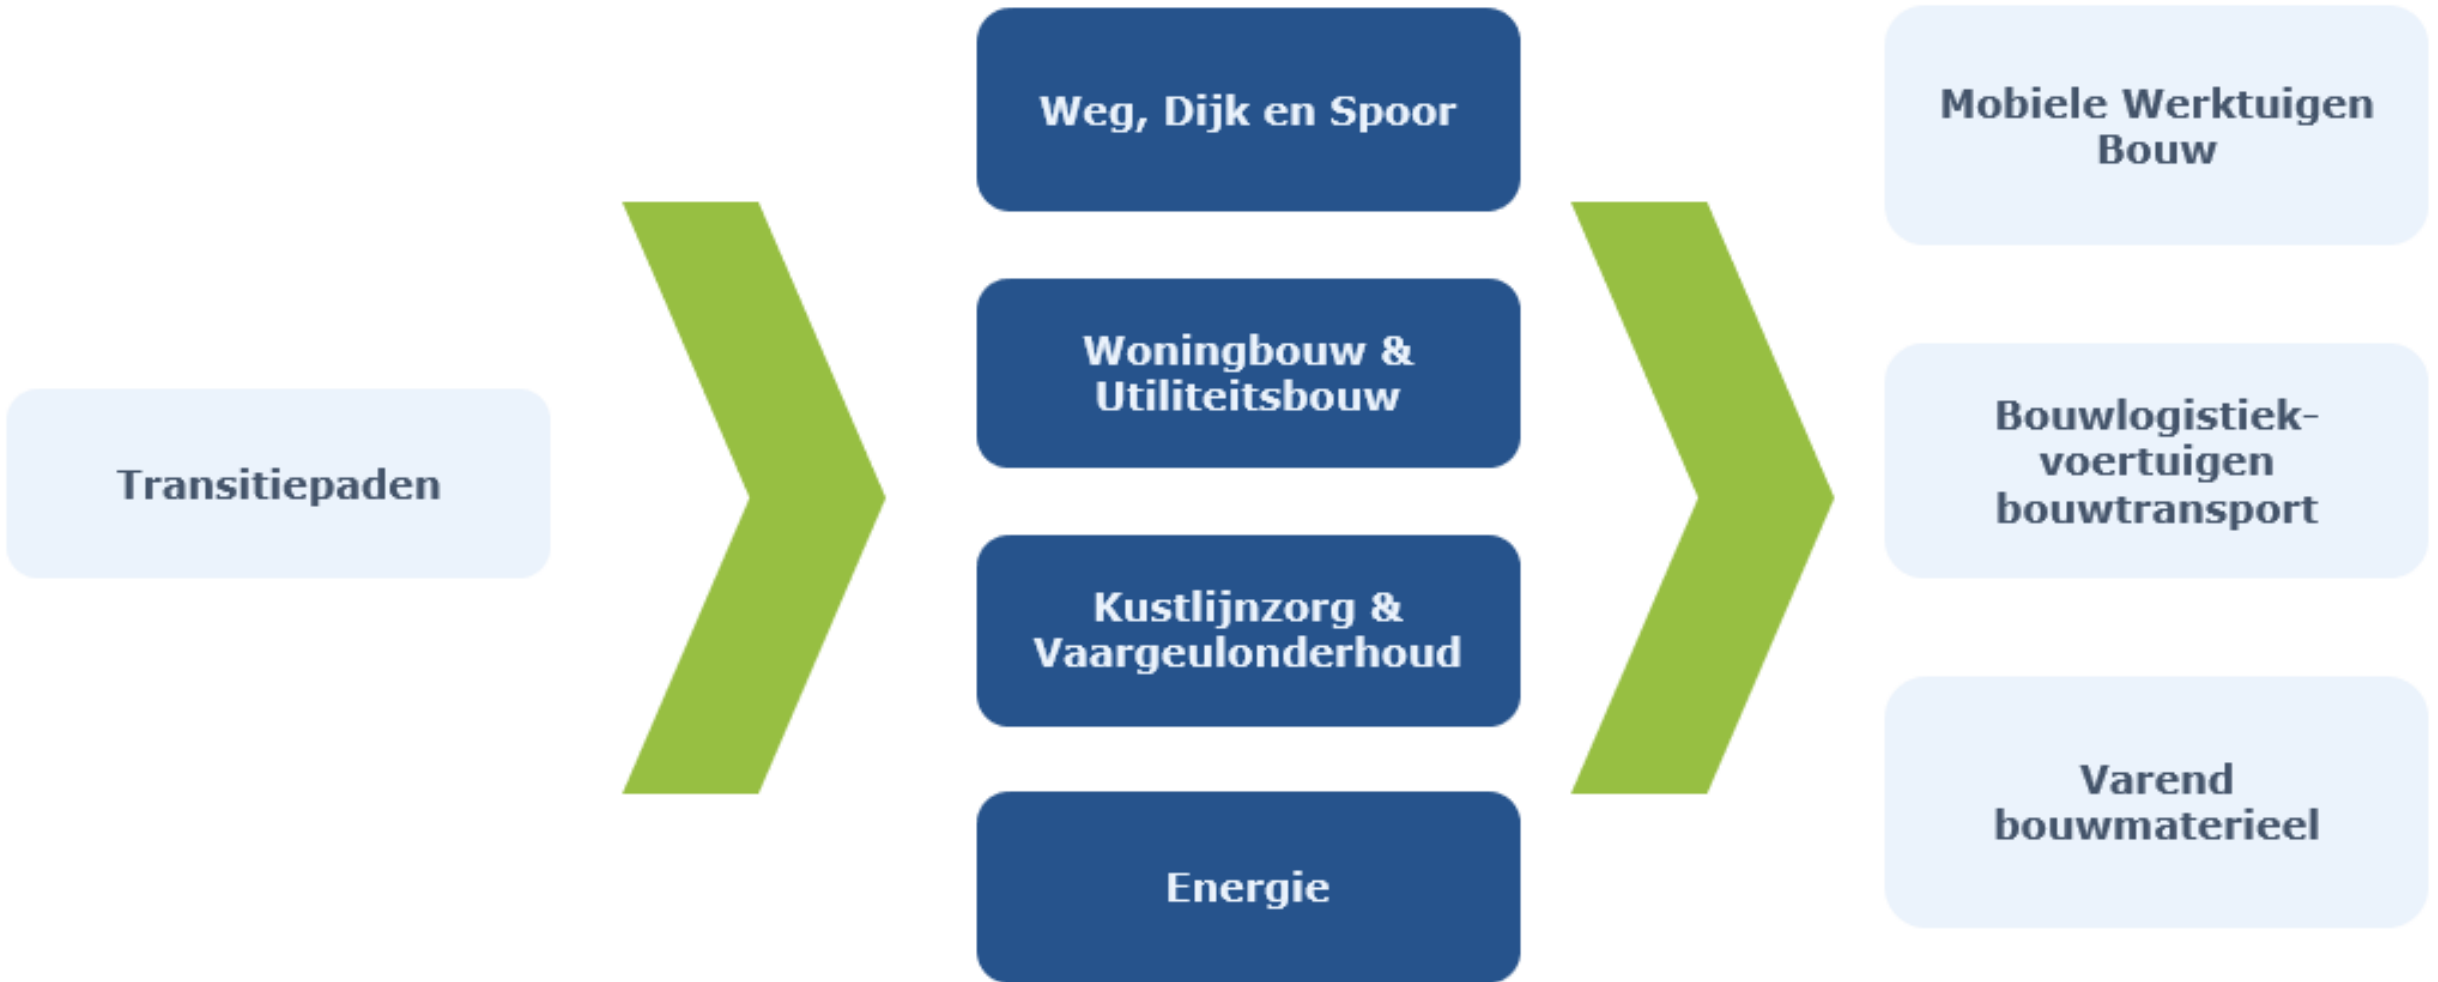 Transitiepaden
Weg, Dijk en Spoor
Woningbouw &
Utiliteitsbouw
Kustlijnzorg &
Vaargeulonderhoud
Energie
Mobiele Werktuigen
Bouw
Bouwlogistiek-
voertuigen
bouwtransport
Varend
bouwmaterieel